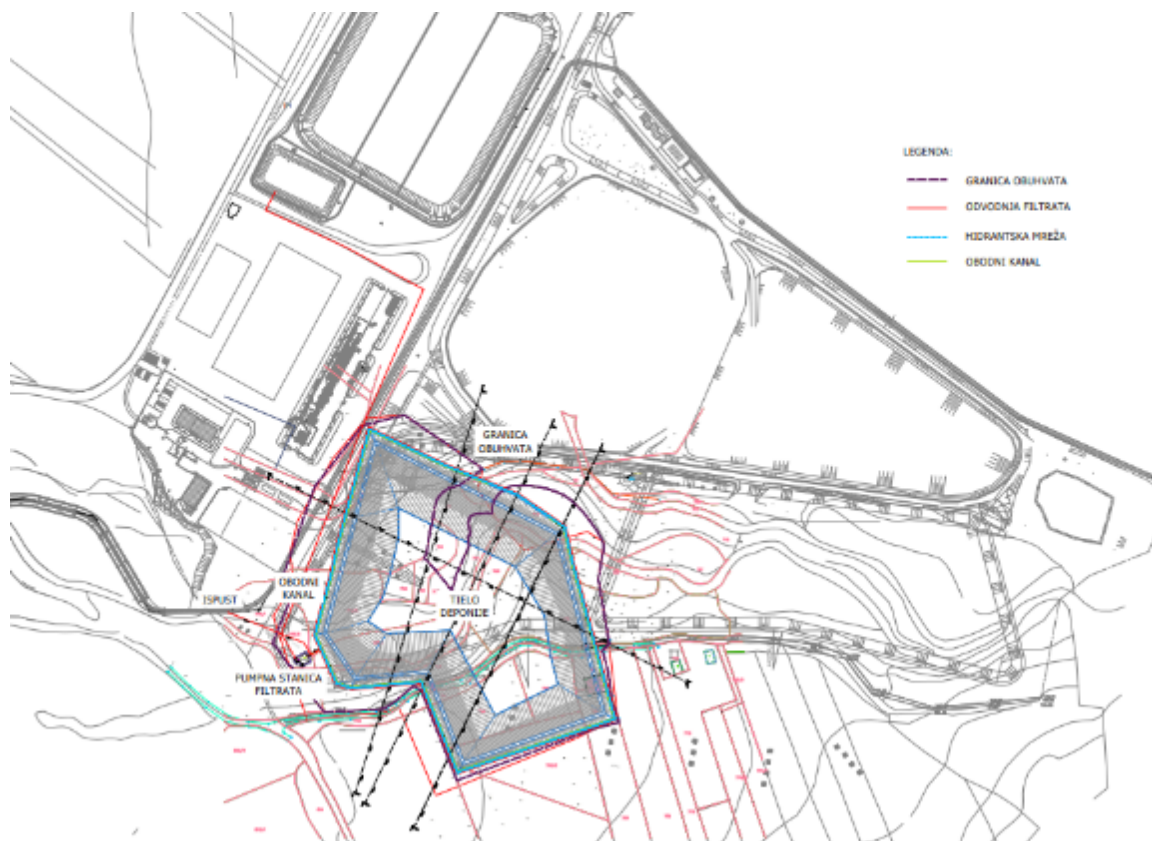 LEGENDA:
GRANICA OBUHVATA
ODVODNJA FILTRATA
HIDRANTSKA MREŽA
OBODNI KANAL
GRANICA
OBUHVATA
OBODNI
KANAL
ISPUST
TIJELO
DEPONIJE
PUMPNA STANICA
FILTRATA